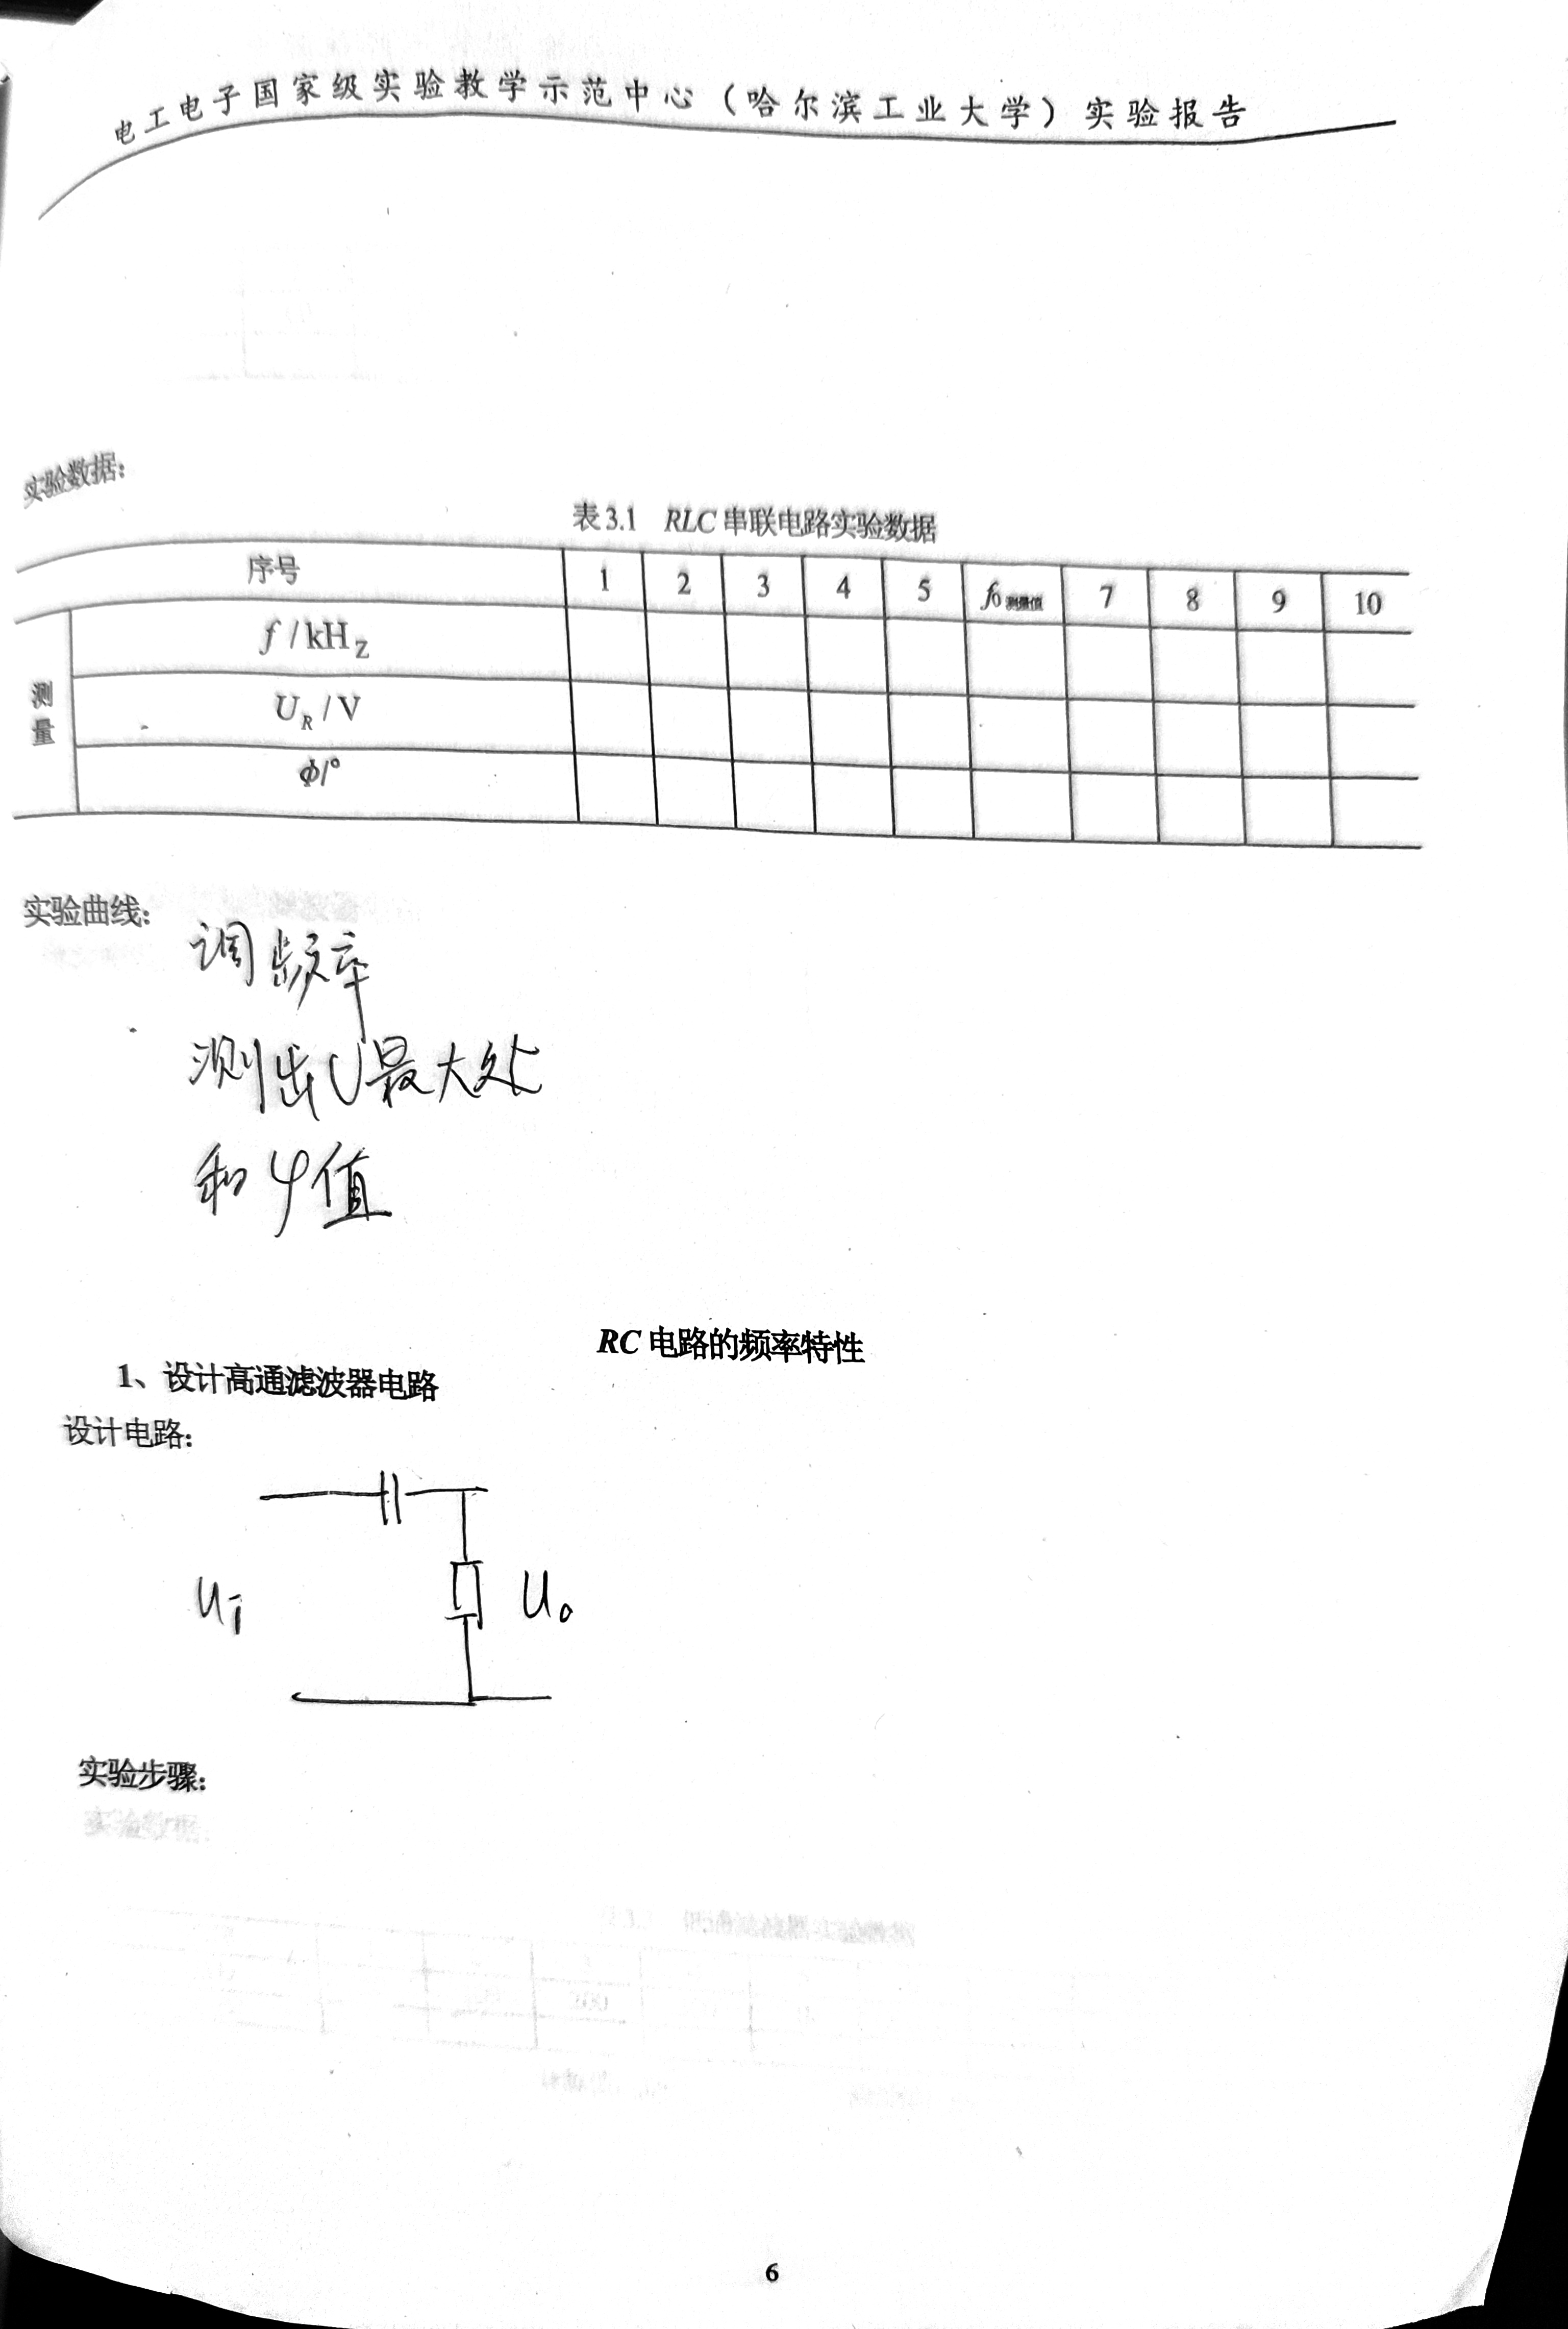 电工电子国家级实验教学示范中心（哈尔滨工业大学）实验报告
实验数据：
表3.1 RLC串联电路实验数据
序号 1 2 3 4 5 f0测量值 7 8 9 10
测量
f/kHz
UR/V
Φ/°
实验曲线：
调频率
测出U最大处
和φ值
RC电路的频率特性
1、设计高通滤波器电路
设计电路：
Ui Uo
实验步骤：
6